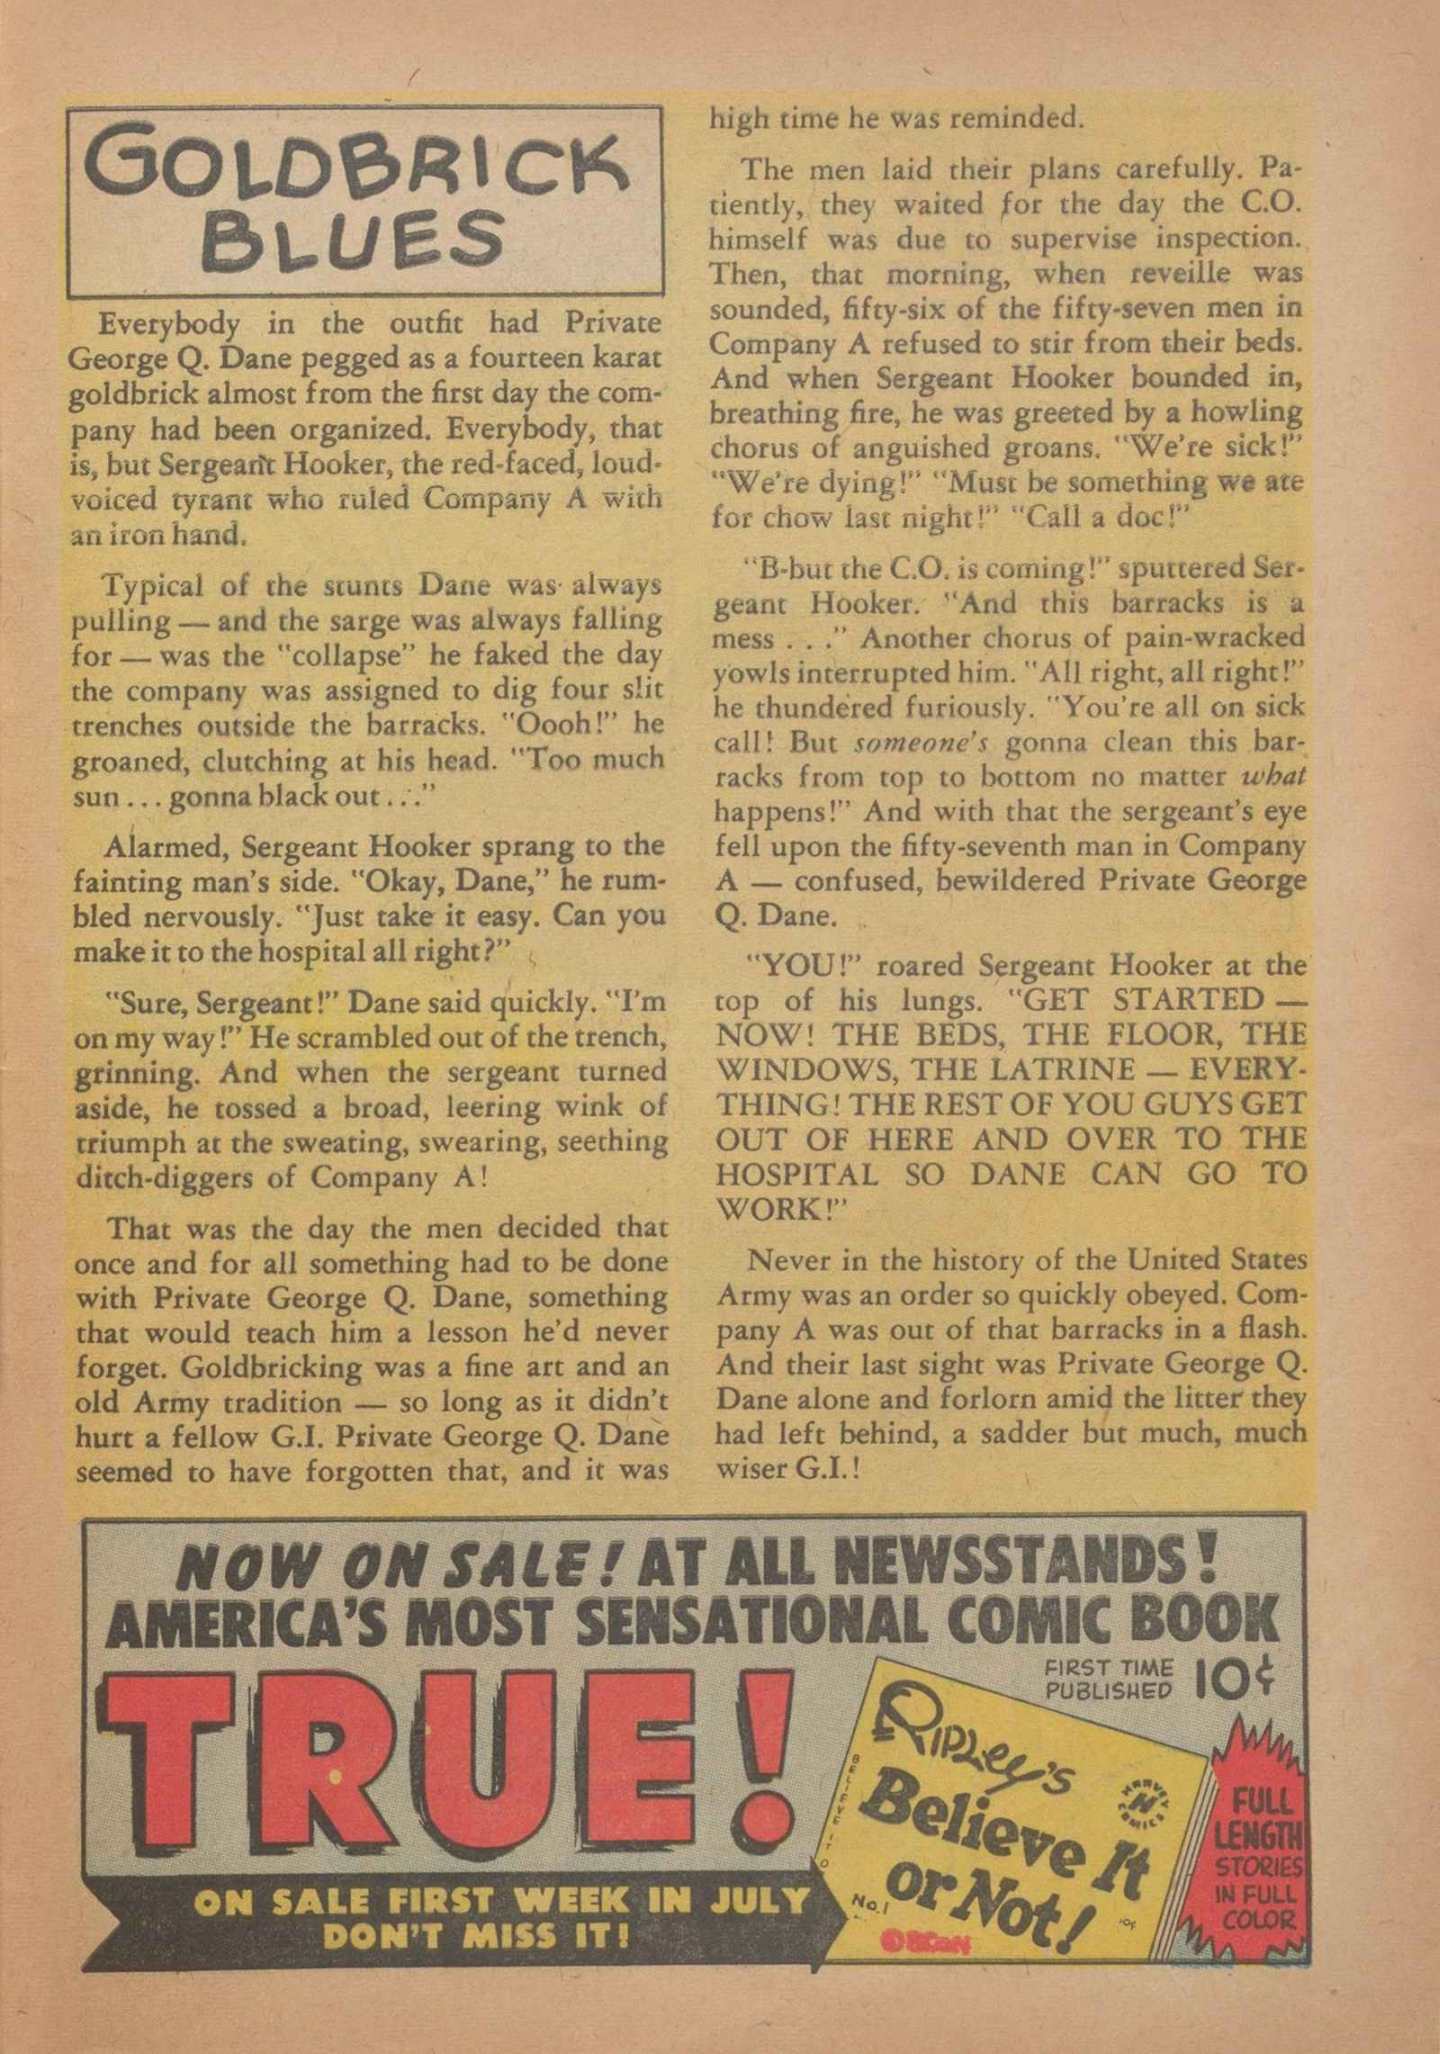 GOLDBRICK
BLUES
Everybody in the outfit had Private
George Q. Dane pegged as a fourteen karat
goldbrick almost from the first day the com-
pany had been organized. Everybody, that
is, but Sergeant Hooker, the red-faced, loud-
voiced tyrant who ruled Company A with
an iron hand.
Typical of the stunts Dane was always
pulling — and the sarge was always falling
for — was the "collapse" he faked the day
the company was assigned to dig four slit
trenches outside the barracks. "Oooh!" he
groaned, clutching at his head. "Too much
sun . . . gonna black out . . ."
Alarmed, Sergeant Hooker sprang to the
fainting man's side. "Okay, Dane," he rum-
bled nervously. "Just take it easy. Can you
make it to the hospital all right?"
"Sure, Sergeant!" Dane said quickly. "I'm
on my way!" He scrambled out of the trench,
grinning. And when the sergeant turned
aside, he tossed a broad, leering wink of
triumph at the sweating, swearing, seething
ditch-diggers of Company A!
That was the day the men decided that
once and for all something had to be done
with Private George Q. Dane, something
that would teach him a lesson he'd never
forget. Goldbricking was a fine art and an
old Army tradition — so long as it didn't
hurt a fellow G.I. Private George Q. Dane
seemed to have forgotten that, and it was
high time he was reminded.
The men laid their plans carefully. Pa-
tiently, they waited for the day the C.O.
himself was due to supervise inspection.
Then, that morning, when reveille was
sounded, fifty-six of the fifty-seven men in
Company A refused to stir from their beds.
And when Sergeant Hooker bounded in,
breathing fire, he was greeted by a howling
chorus of anguished groans. "We're sick!"
"We're dying!" "Must be something we ate
for chow last night!" "Call a doc!"
"B-but the C.O. is coming!" sputtered Ser-
geant Hooker. "And this barracks is a
mess . . ." Another chorus of pain-wracked
yowls interrupted him. "All right, all right!"
he thundered furiously. "You're all on sick
call! But someone's gonna clean this bar-
racks from top to bottom no matter what
happens!" And with that the sergeant's eye
fell upon the fifty-seventh man in Company
A — confused, bewildered Private George
Q. Dane.
"YOU!" roared Sergeant Hooker at the
top of his lungs. "GET STARTED —
NOW! THE BEDS, THE FLOOR, THE
WINDOWS, THE LATRINE — EVERY-
THING! THE REST OF YOU GUYS GET
OUT OF HERE AND OVER TO THE
HOSPITAL SO DANE CAN GO TO
WORK!"
Never in the history of the United States
Army was an order so quickly obeyed. Com-
pany A was out of that barracks in a flash.
And their last sight was Private George Q.
Dane alone and forlorn amid the litter they
had left behind, a sadder but much, much
wiser G.I.!
NOW ON SALE! AT ALL NEWSSTANDS!
AMERICA'S MOST SENSATIONAL COMIC BOOK
TRUE!
FIRST TIME
PUBLISHED
10¢
RIPLEY'S
Believe It
or Not!
BELIEVE IT O
HARVEY
H
COMICS
No.1
FULL
LENGTH
STORIES
IN FULL
COLOR
ON SALE FIRST WEEK IN JULY
DON'T MISS IT!